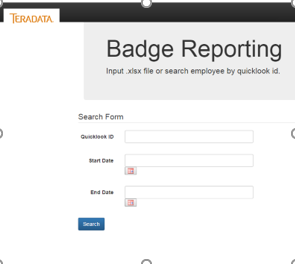 TERADATA
Badge Reporting
Input .xlsx file or search employee by quicklook id.
Search Form
Quicklook ID
Start Date
End Date
Search